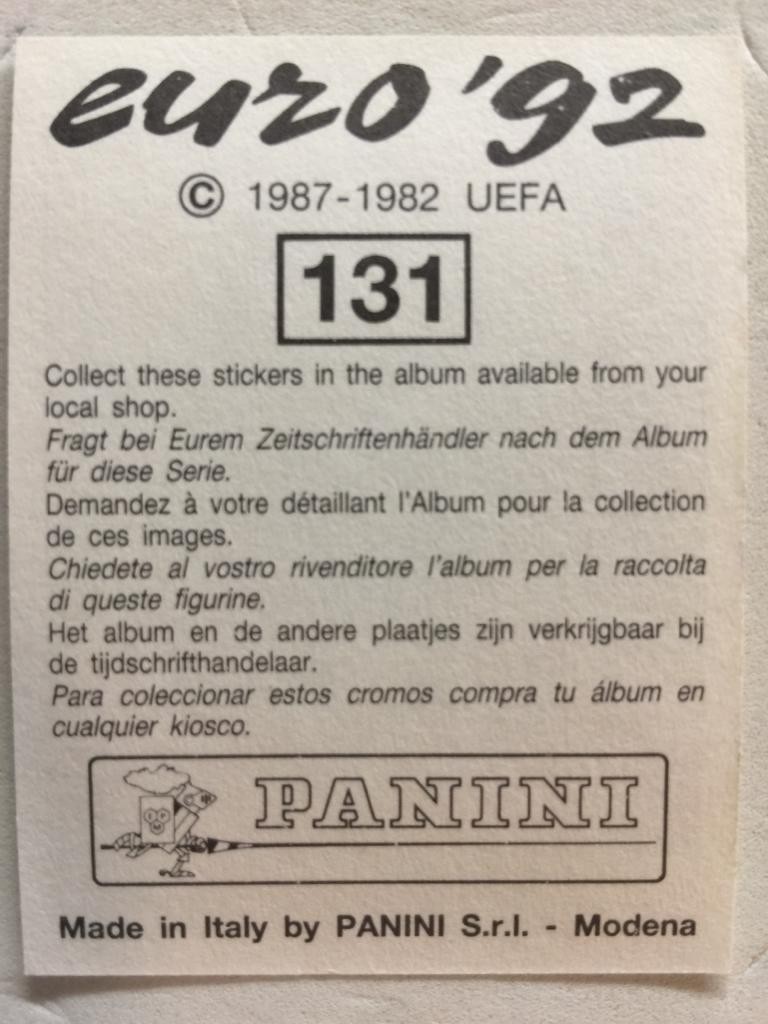 euro '92
© 1987-1982 UEFA
131
Collect these stickers in the album available from your
local shop.
Fragt bei Eurem Zeitschriftenhändler nach dem Album
für diese Serie.
Demandez à votre détaillant l'Album pour la collection
de ces images.
Chiedete al vostro rivenditore l'album per la raccolta
di queste figurine.
Het album en de andere plaatjes zijn verkrijgbaar bij
de tijdschrifthandelaar.
Para coleccionar estos cromos compra tu álbum en
cualquier kiosco.
PANINI
Made in Italy by PANINI S.r.l. - Modena